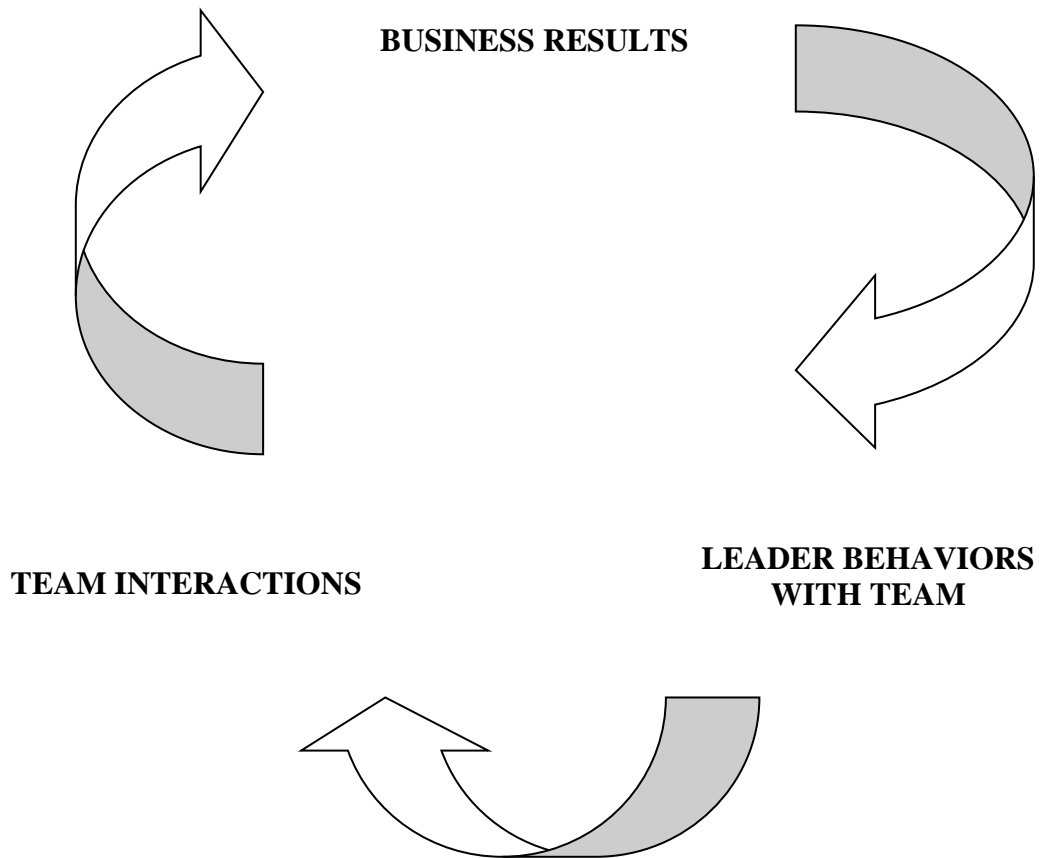 BUSINESS RESULTS
TEAM INTERACTIONS
LEADER BEHAVIORS
WITH TEAM